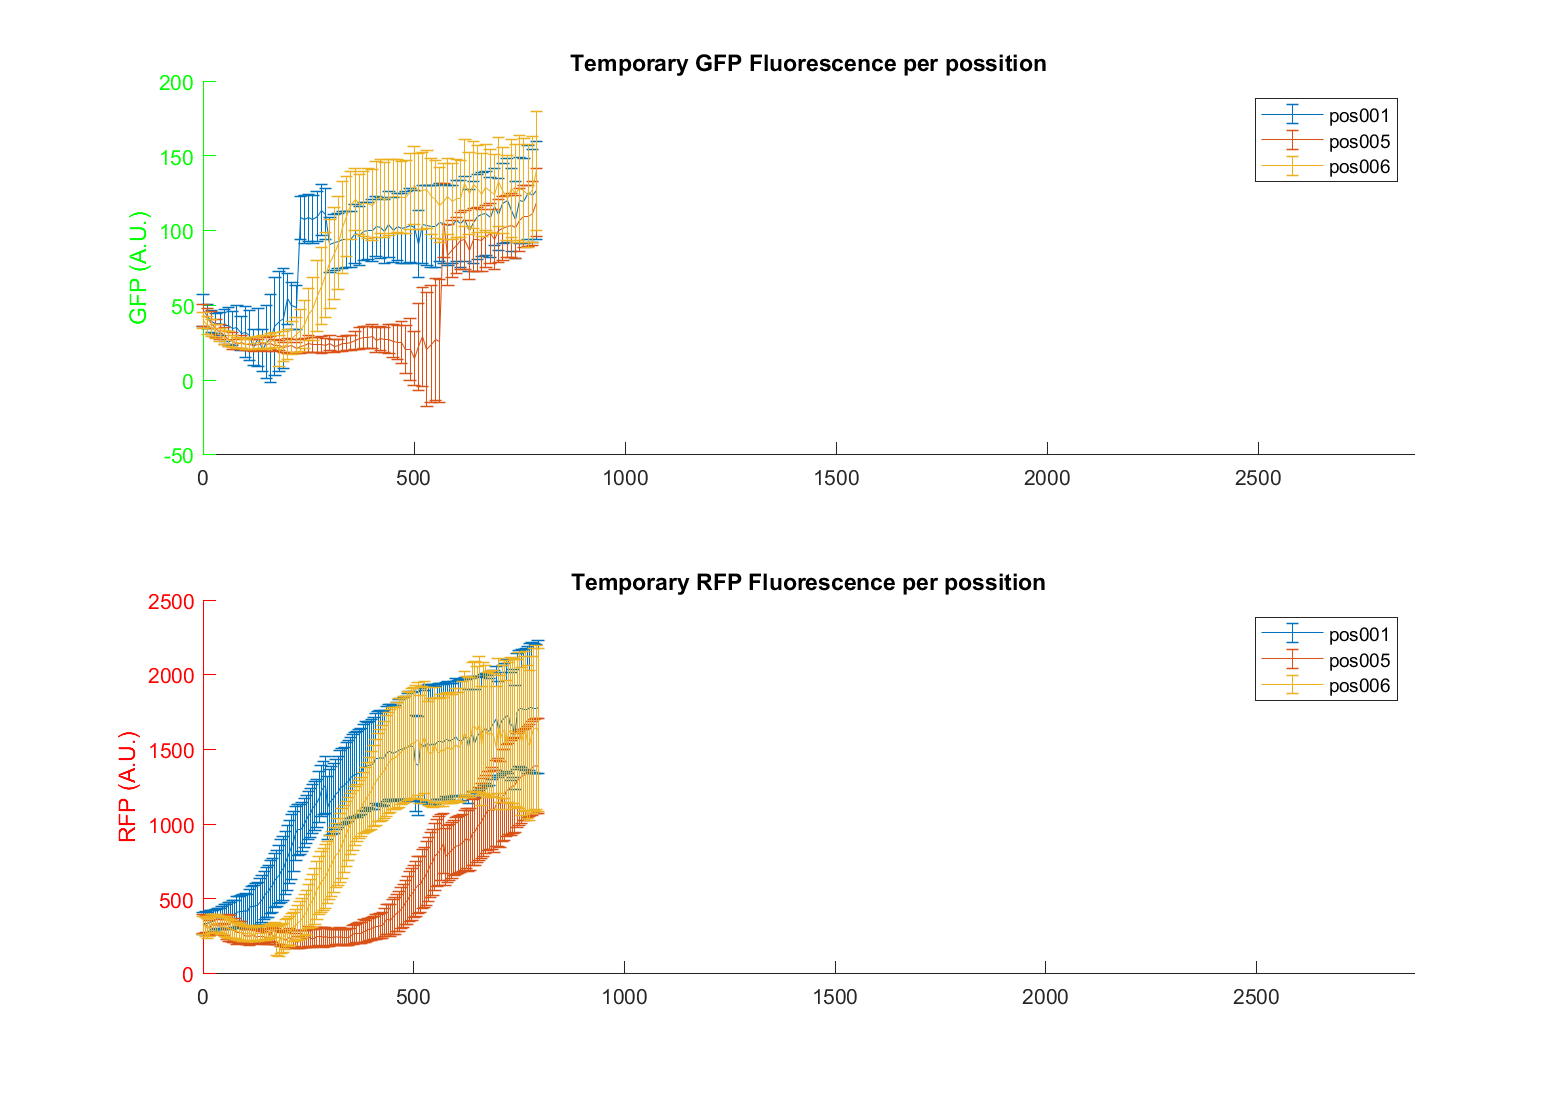 Temporary GFP Fluorescence per possition
200
150
100
50
0
-50
GFP (A.U.)
pos001
pos005
pos006
0 500 1000 1500 2000 2500
Temporary RFP Fluorescence per possition
2500
2000
1500
1000
500
0
RFP (A.U.)
pos001
pos005
pos006
0 500 1000 1500 2000 2500